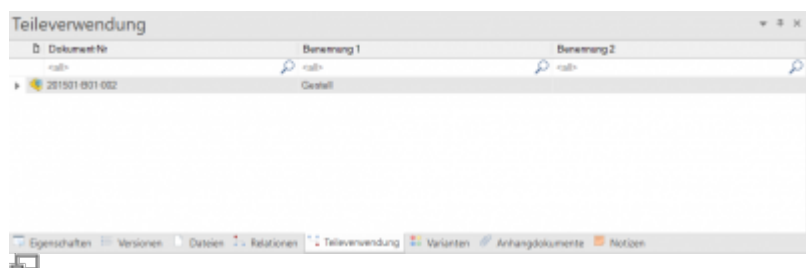 Teileverwendung
Dokument-Nr Benennung 1 Benennung 2
<all> <all> <all>
201501-B01-002 Gestell
Eigenschaften Versionen Dateien Relationen Teileverwendung Varianten Anhangdokumente Notizen